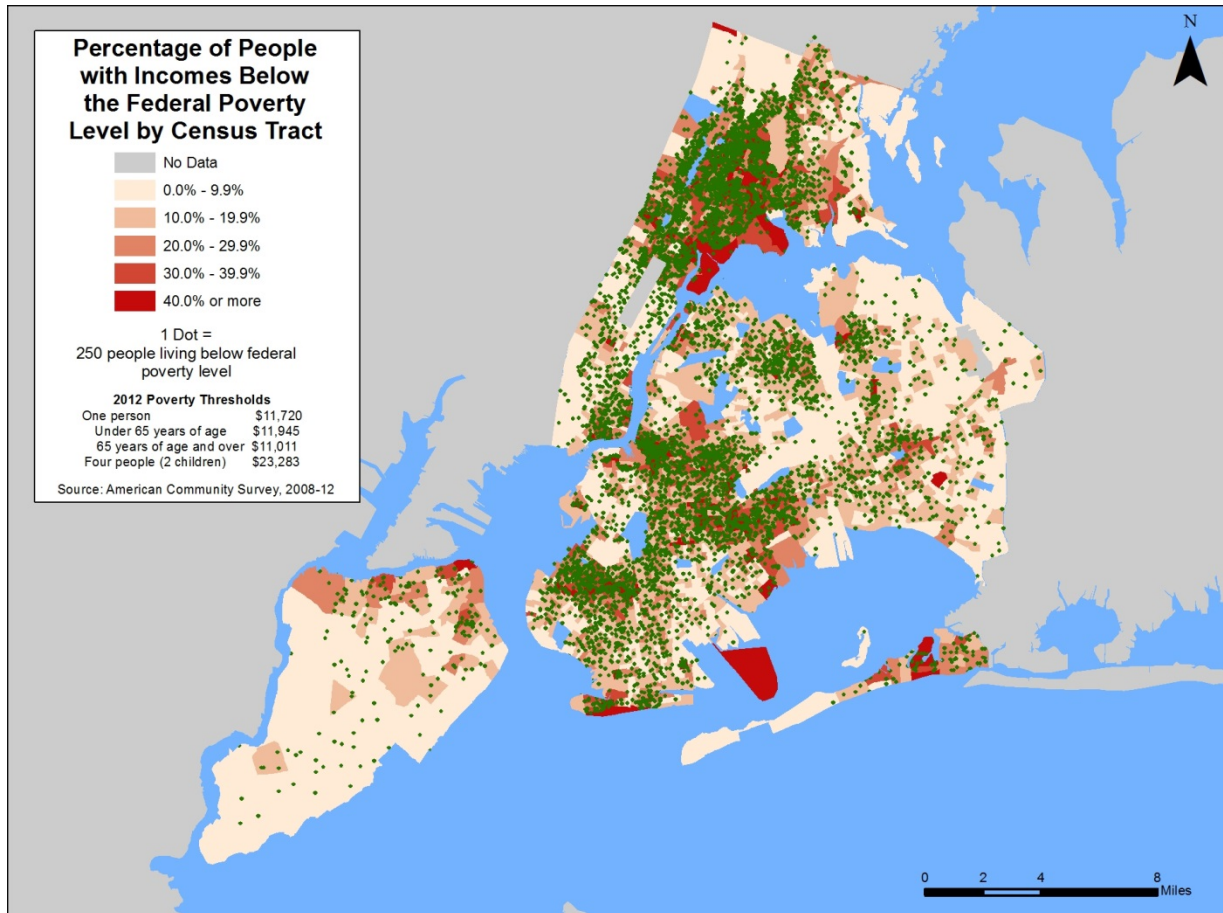 Percentage of People
with Incomes Below
the Federal Poverty
Level by Census Tract
No Data
0.0% - 9.9%
10.0% - 19.9%
20.0% - 29.9%
30.0% - 39.9%
40.0% or more
1 Dot =
250 people living below federal
poverty level
2012 Poverty Thresholds
One person $11,720
Under 65 years of age $11,945
65 years of age and over $11,011
Four people (2 children) $23,283
Source: American Community Survey, 2008-12
N
0 2 4 8
Miles